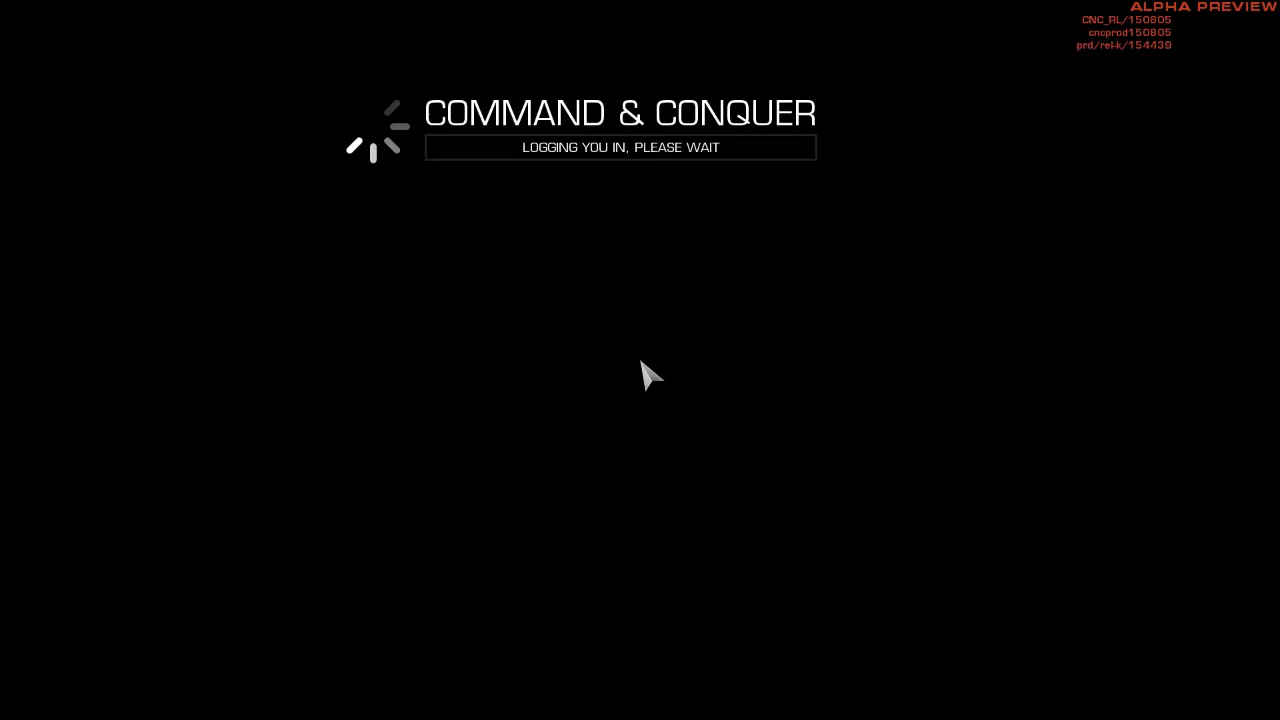 ALPHA PREVIEW
CNC_RL/150805
cncprod150805
prd/rel-k/154439
COMMAND & CONQUER
LOGGING YOU IN, PLEASE WAIT